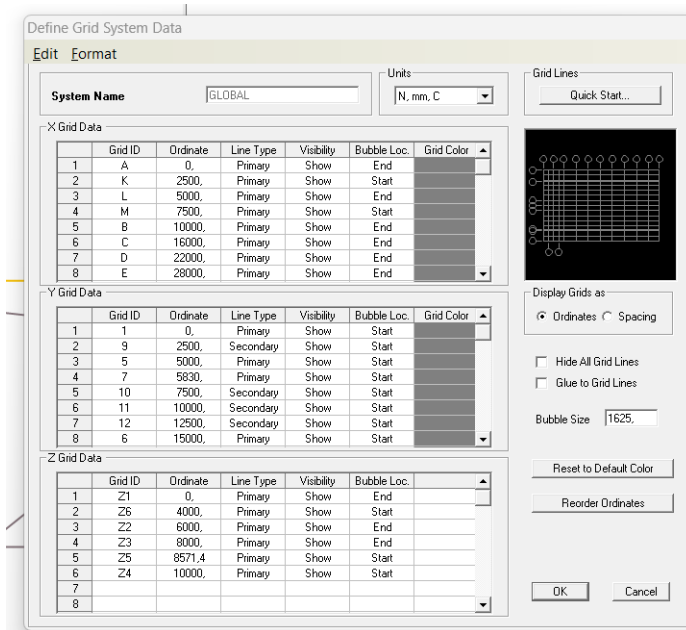 Define Grid System Data
Edit Format
System Name GLOBAL
Units
N, mm, C
Grid Lines
Quick Start...
X Grid Data
Grid ID Ordinate Line Type Visibility Bubble Loc. Grid Color
1 A 0, Primary Show End
2 K 2500, Primary Show Start
3 L 5000, Primary Show End
4 M 7500, Primary Show Start
5 B 10000, Primary Show End
6 C 16000, Primary Show End
7 D 22000, Primary Show End
8 E 28000, Primary Show End
Y Grid Data
Grid ID Ordinate Line Type Visibility Bubble Loc. Grid Color
1 1 0, Primary Show Start
2 9 2500, Secondary Show Start
3 5 5000, Primary Show Start
4 7 5830, Primary Show Start
5 10 7500, Secondary Show Start
6 11 10000, Secondary Show Start
7 12 12500, Secondary Show Start
8 6 15000, Primary Show Start
Z Grid Data
Grid ID Ordinate Line Type Visibility Bubble Loc.
1 Z1 0, Primary Show End
2 Z6 4000, Primary Show Start
3 Z2 6000, Primary Show End
4 Z3 8000, Primary Show End
5 Z5 8571,4 Primary Show Start
6 Z4 10000, Primary Show Start
7
8
Display Grids as
Ordinates Spacing
Hide All Grid Lines
Glue to Grid Lines
Bubble Size 1625,
Reset to Default Color
Reorder Ordinates
OK Cancel